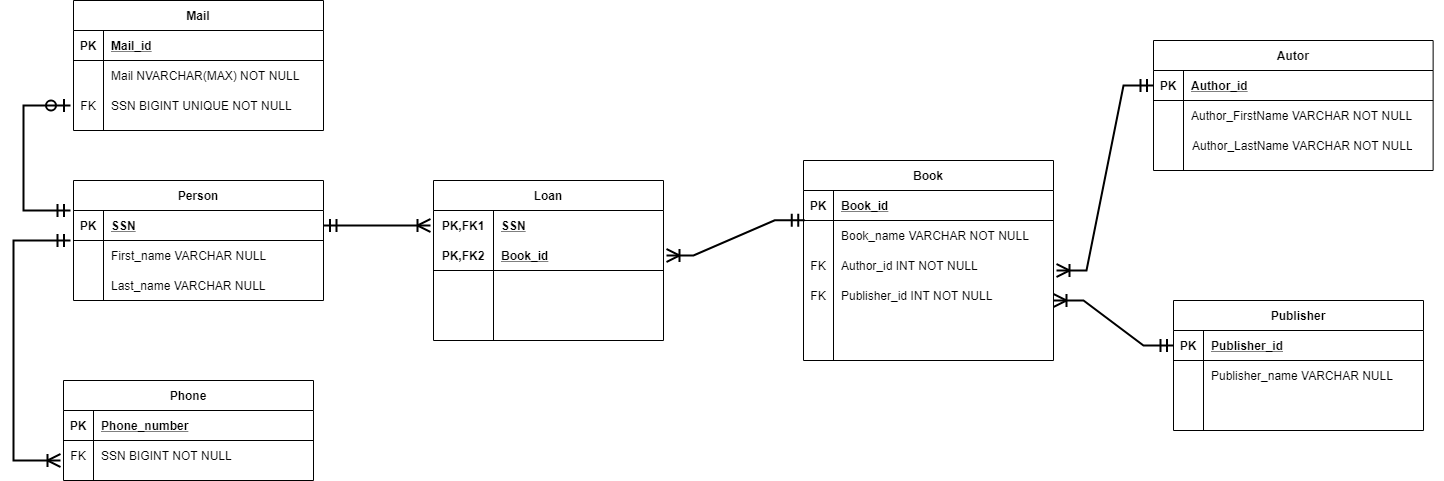 Mail
PK Mail_id
Mail NVARCHAR(MAX) NOT NULL
FK SSN BIGINT UNIQUE NOT NULL
Person
PK SSN
First_name VARCHAR NULL
Last_name VARCHAR NULL
Phone
PK Phone_number
FK SSN BIGINT NOT NULL
Loan
PK,FK1 SSN
PK,FK2 Book_id
Book
PK Book_id
Book_name VARCHAR NOT NULL
FK Author_id INT NOT NULL
FK Publisher_id INT NOT NULL
Autor
PK Author_id
Author_FirstName VARCHAR NOT NULL
Author_LastName VARCHAR NOT NULL
Publisher
PK Publisher_id
Publisher_name VARCHAR NULL